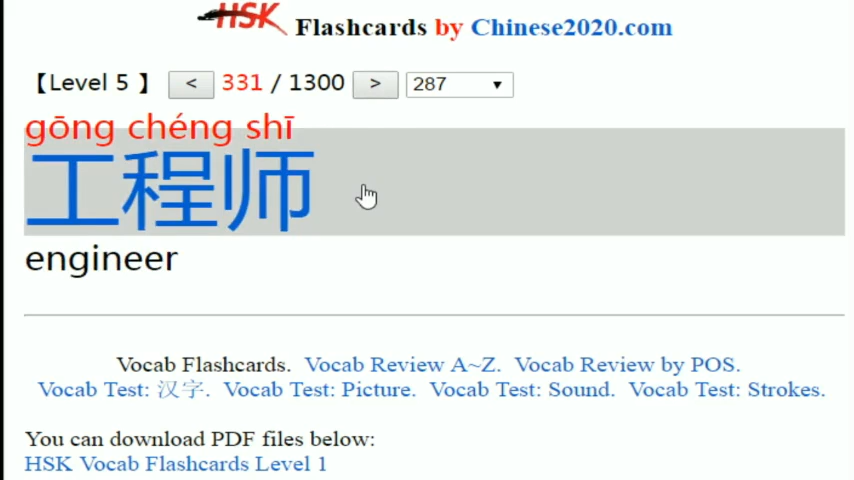 HSK Flashcards by Chinese2020.com
【Level 5 】 < 331 / 1300 > 287
gōng chéng shī
工程师
engineer
Vocab Flashcards. Vocab Review A~Z. Vocab Review by POS.
Vocab Test: 汉字. Vocab Test: Picture. Vocab Test: Sound. Vocab Test: Strokes.
You can download PDF files below:
HSK Vocab Flashcards Level 1